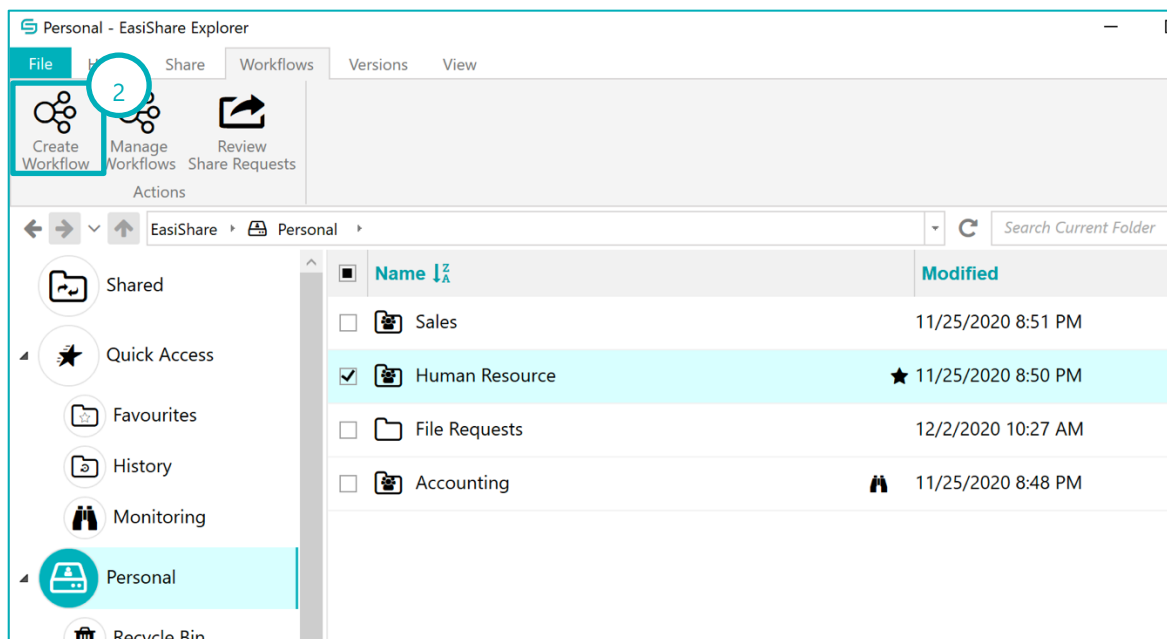 Personal - EasiShare Explorer
File
Share
Workflows
Versions
View
2
Create
Workflow
Manage
Workflows
Review
Share Requests
Actions
EasiShare
Personal
Search Current Folder
Shared
Quick Access
Favourites
History
Monitoring
Personal
Recycle Bin
Name
Modified
Sales 11/25/2020 8:51 PM
Human Resource 11/25/2020 8:50 PM
File Requests 12/2/2020 10:27 AM
Accounting 11/25/2020 8:48 PM